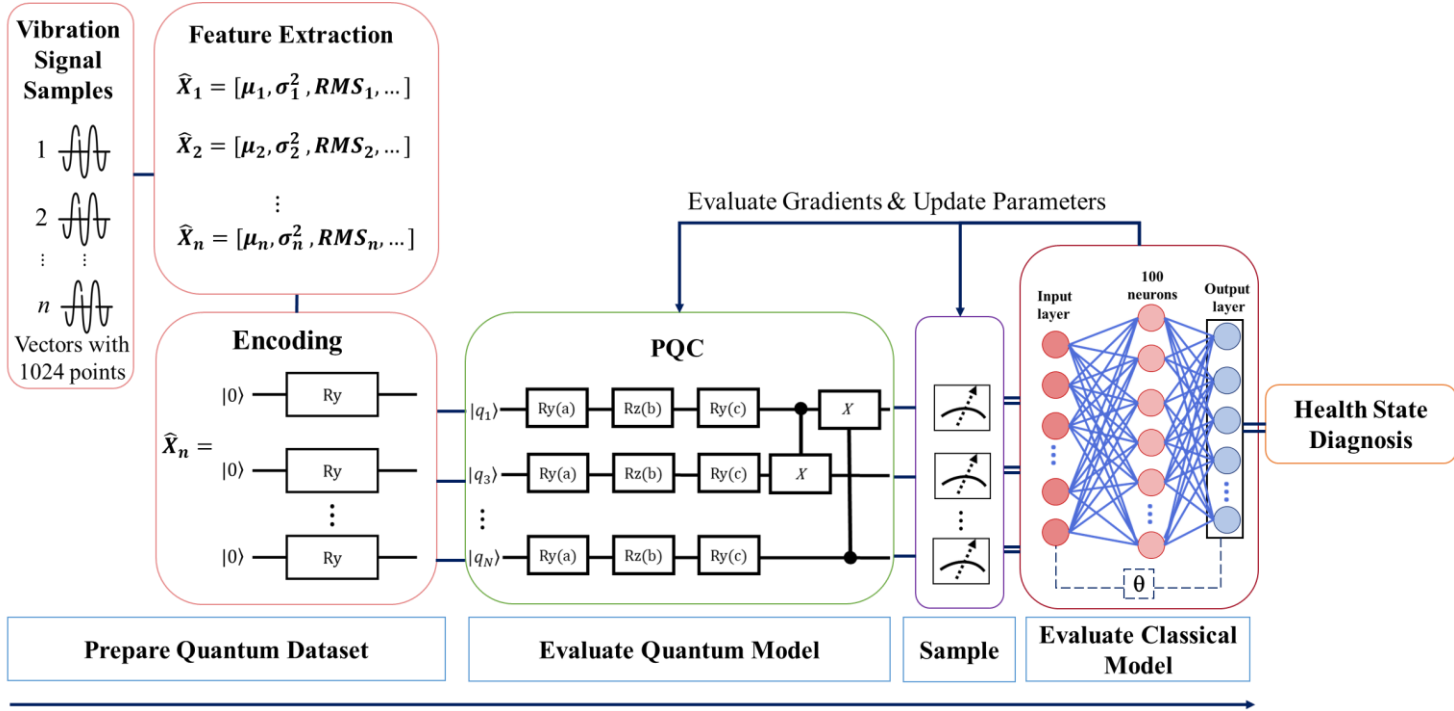 Vibration
Signal
Samples
1
2
⋮ ⋮
n
Vectors with
1024 points
Feature Extraction
X̂₁ = [μ₁, σ₁², RMS₁, …]
X̂₂ = [μ₂, σ₂², RMS₂, …]
⋮
X̂ₙ = [μₙ, σₙ², RMSₙ, …]
Encoding
X̂ₙ =
|0⟩ Ry
|0⟩ Ry
⋮
|0⟩ Ry
Evaluate Gradients & Update Parameters
PQC
|q₁⟩ Ry(a) Rz(b) Ry(c) X
|q₃⟩ Ry(a) Rz(b) Ry(c) X
⋮
|q_N⟩ Ry(a) Rz(b) Ry(c)
⋮
Input
layer
100
neurons
Output
layer
θ
Health State
Diagnosis
Prepare Quantum Dataset
Evaluate Quantum Model
Sample
Evaluate Classical
Model